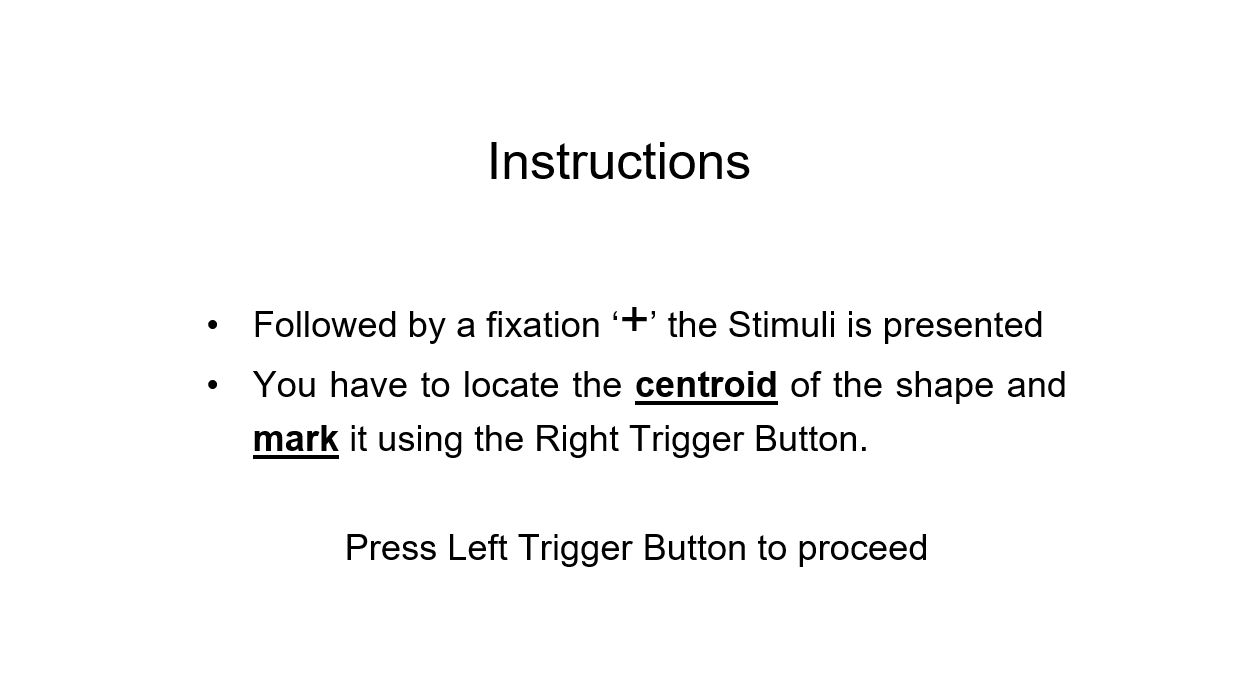 Instructions
• Followed by a fixation ‘+’ the Stimuli is presented
• You have to locate the centroid of the shape and
mark it using the Right Trigger Button.
Press Left Trigger Button to proceed